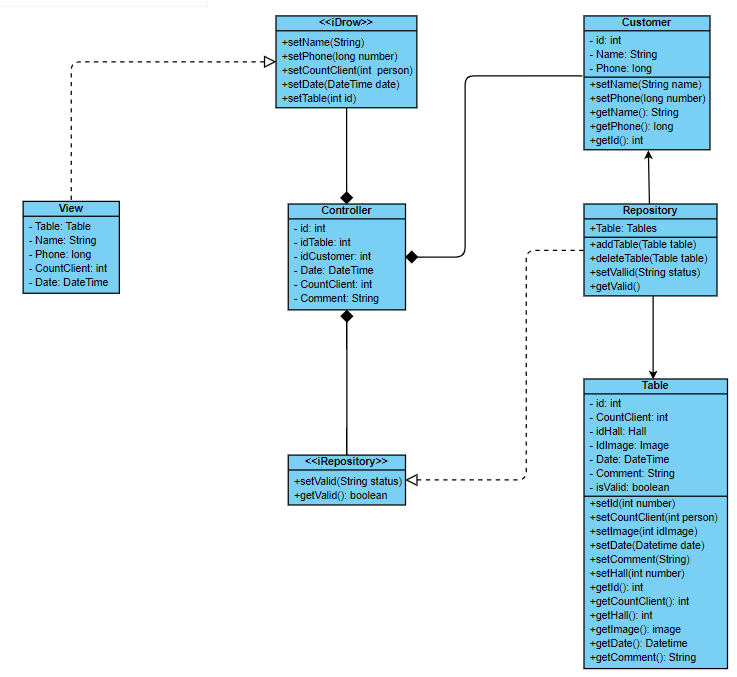 <<iDrow>>
+setName(String)
+setPhone(long number)
+setCountClient(int person)
+setDate(DateTime date)
+setTable(int id)
Customer
- id: int
- Name: String
- Phone: long
+setName(String name)
+setPhone(long number)
+getName(): String
+getPhone(): long
+getId(): int
View
- Table: Table
- Name: String
- Phone: long
- CountClient: int
- Date: DateTime
Controller
- id: int
- idTable: int
- idCustomer: int
- Date: DateTime
- CountClient: int
- Comment: String
Repository
+Table: Tables
+addTable(Table table)
+deleteTable(Table table)
+setVallid(String status)
+getValid()
<<iRepository>>
+setValid(String status)
+getValid(): boolean
Table
- id: int
- CountClient: int
- idHall: Hall
- IdImage: Image
- Date: DateTime
- Comment: String
- isValid: boolean
+setId(int number)
+setCountClient(int person)
+setImage(int idImage)
+setDate(Datetime date)
+setComment(String)
+setHall(int number)
+getId(): int
+getCountClient(): int
+getHall(): int
+getImage(): image
+getDate(): Datetime
+getComment(): String